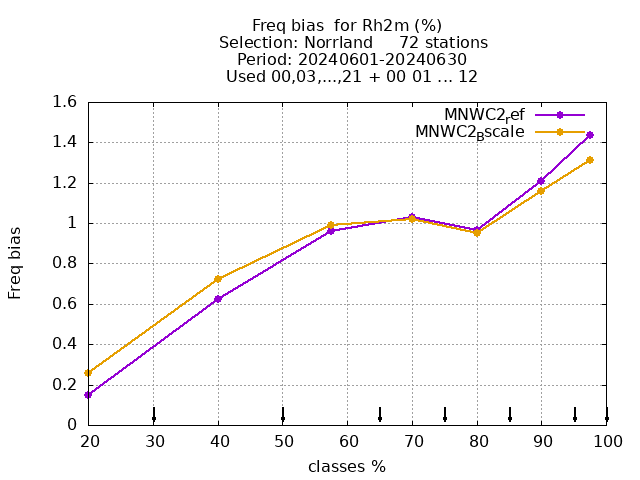 Freq bias  for Rh2m (%)
Selection: Norrland     72 stations
Period: 20240601-20240630
Used 00,03,...,21 + 00 01 ... 12
MNWC2ref
MNWC2Bscale
1.6
1.4
1.2
1
0.8
0.6
0.4
0.2
0
Freq bias
20 30 40 50 60 70 80 90 100
classes %